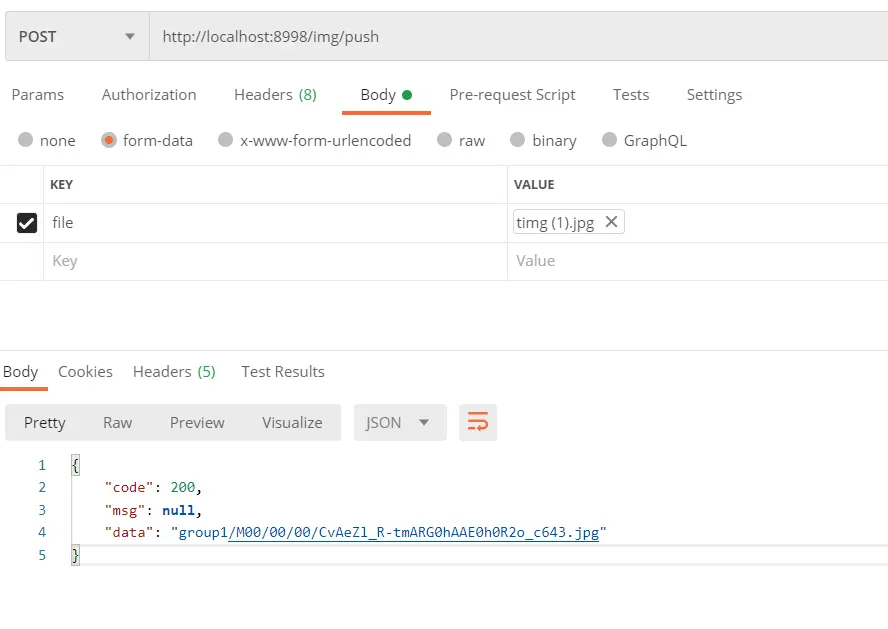 POST http://localhost:8998/img/push
Params Authorization Headers (8) Body Pre-request Script Tests Settings
none form-data x-www-form-urlencoded raw binary GraphQL
KEY VALUE
file timg (1).jpg
Key Value
Body Cookies Headers (5) Test Results
Pretty Raw Preview Visualize JSON
1 {
2 "code": 200,
3 "msg": null,
4 "data": "group1/M00/00/00/CvAeZl_R-tmARG0hAAE0h0R2o_c643.jpg"
5 }